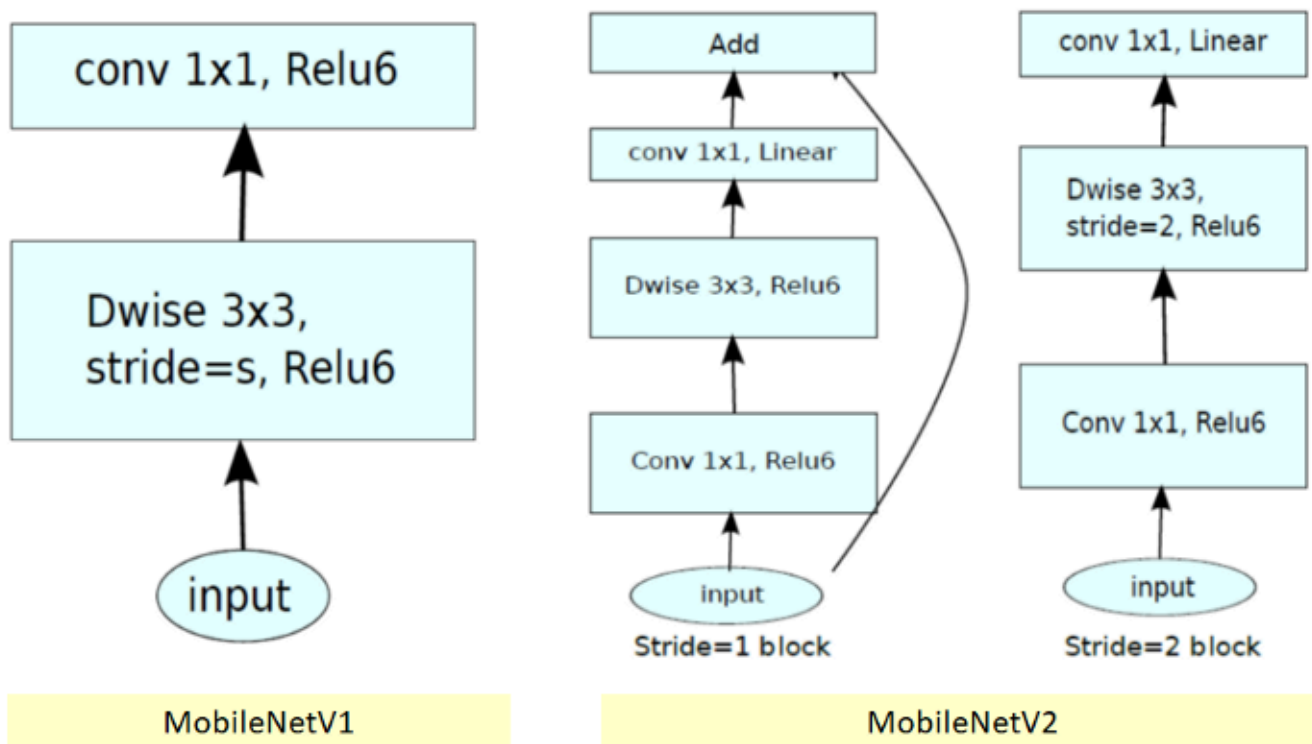 conv 1x1, Relu6
Dwise 3x3,
stride=s, Relu6
input
MobileNetV1
Add
conv 1x1, Linear
Dwise 3x3, Relu6
Conv 1x1, Relu6
input
Stride=1 block
conv 1x1, Linear
Dwise 3x3,
stride=2, Relu6
Conv 1x1, Relu6
input
Stride=2 block
MobileNetV2